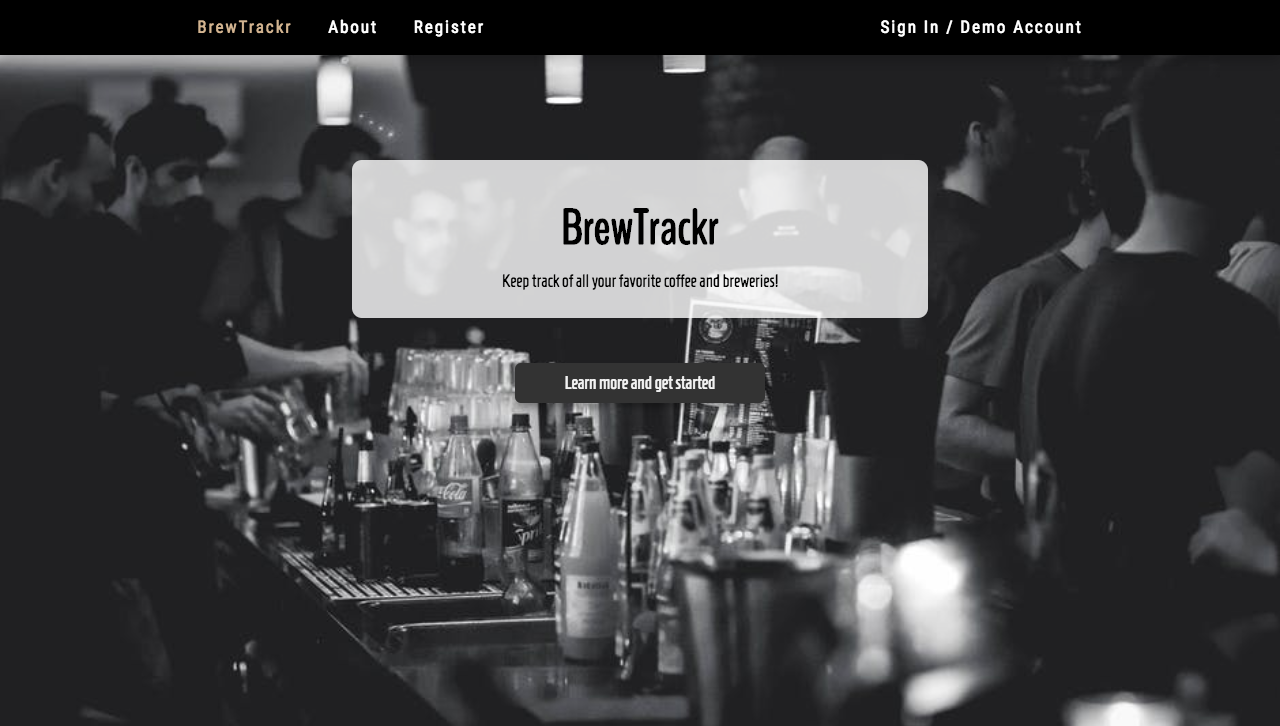 BrewTrackr About Register Sign In / Demo Account
BrewTrackr
Keep track of all your favorite coffee and breweries!
Learn more and get started